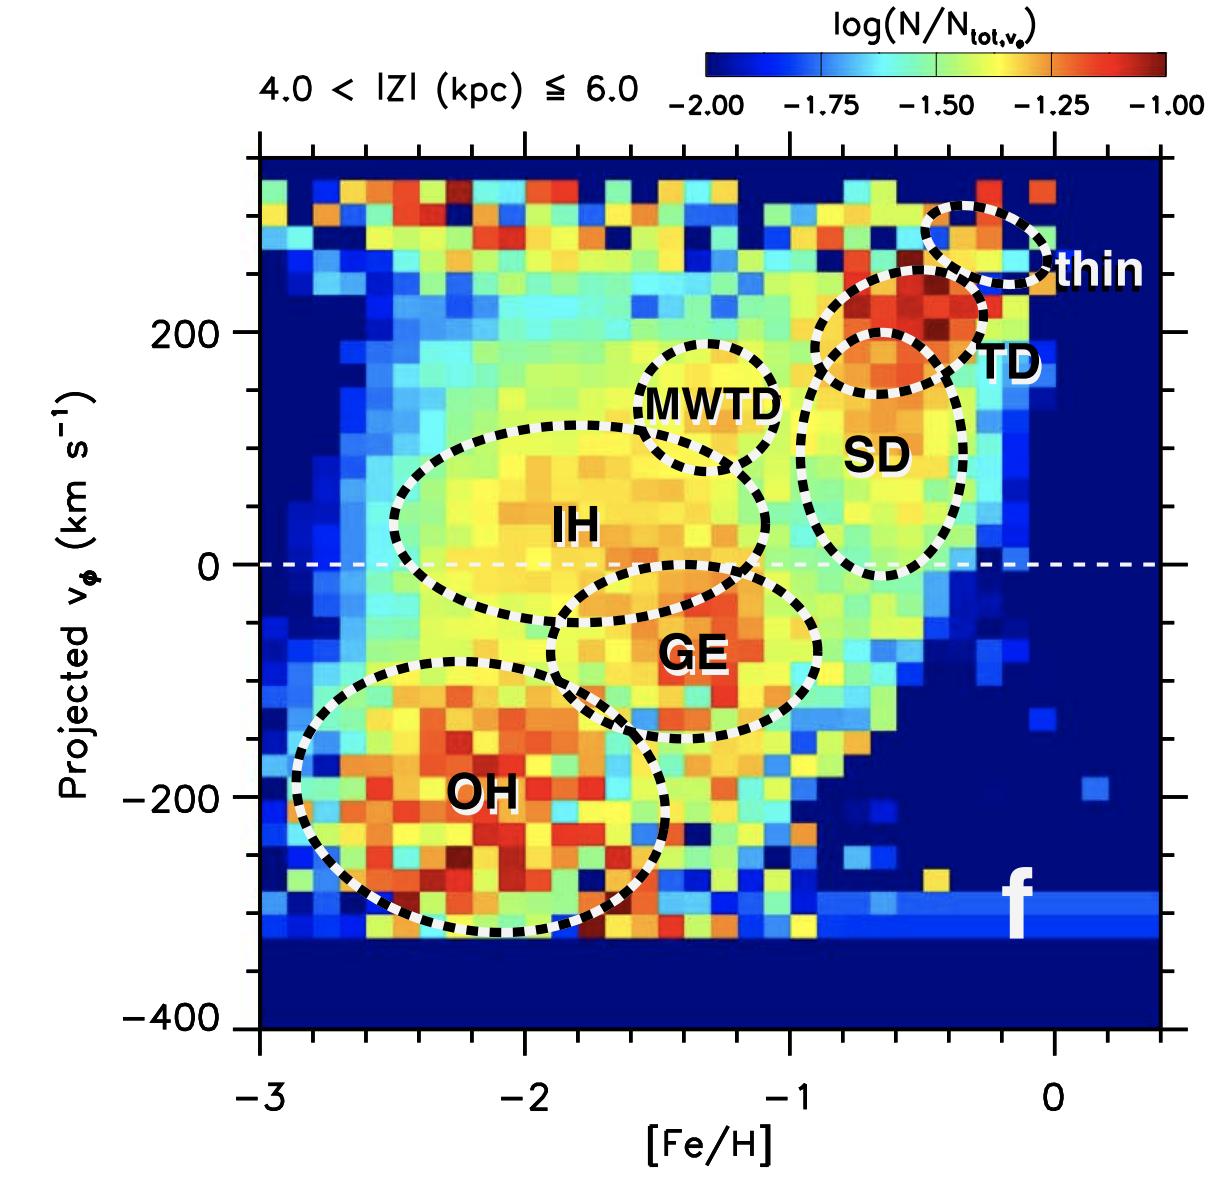 log(N/Ntot,vφ)
4.0 < |Z| (kpc) ≦ 6.0
−2.00 −1.75 −1.50 −1.25 −1.00
thin
200
TD
MWTD
SD
IH
0
GE
Projected vφ (km s−1)
OH
−200
f
−400
−3 −2 −1 0
[Fe/H]